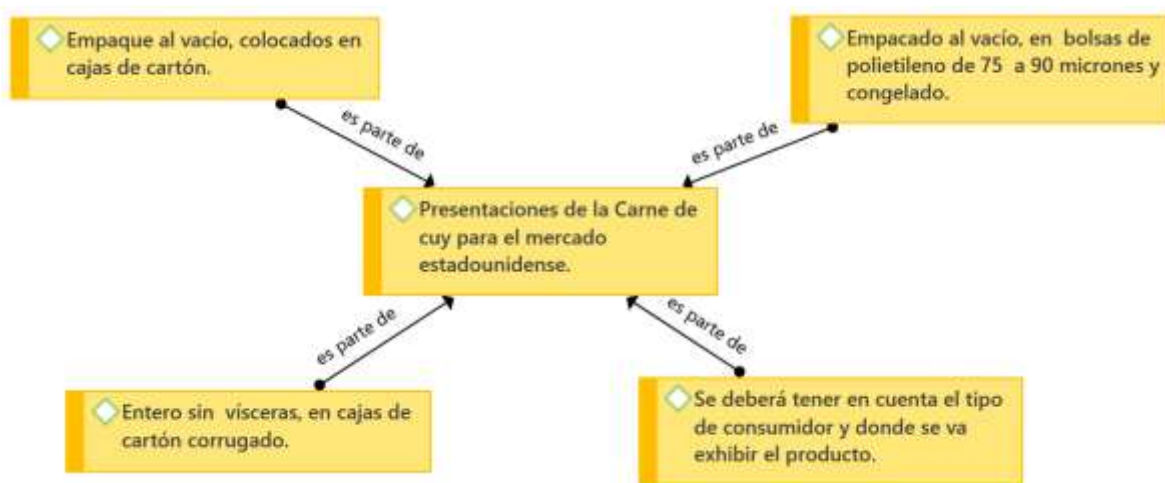 Empaque al vacío, colocados en
cajas de cartón.
Empacado al vacío, en bolsas de
polietileno de 75 a 90 micrones y
congelado.
es parte de
es parte de
Presentaciones de la Carne de
cuy para el mercado
estadounidense.
es parte de
es parte de
Entero sin vísceras, en cajas de
cartón corrugado.
Se deberá tener en cuenta el tipo
de consumidor y donde se va
exhibir el producto.